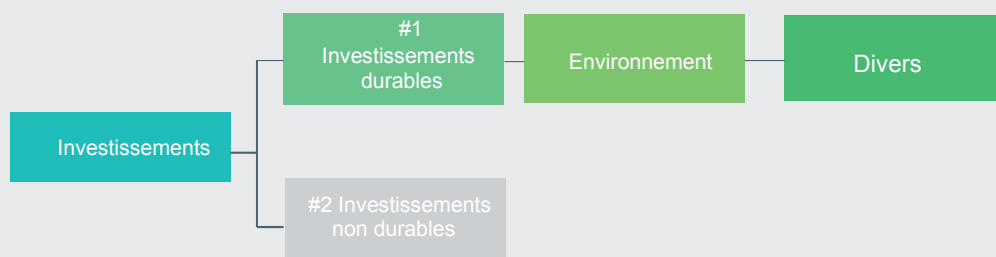 #1
Investissements
durables
Environnement
Divers
Investissements
#2 Investissements
non durables